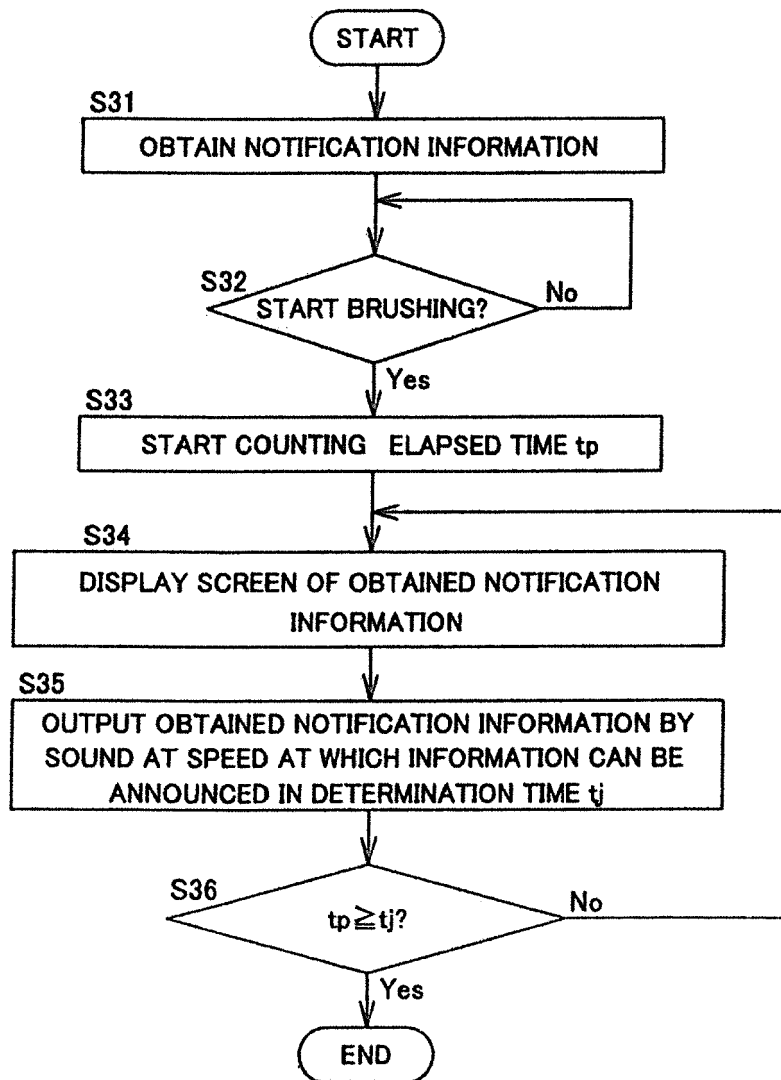 START
S31
OBTAIN NOTIFICATION INFORMATION
S32
START BRUSHING?
No
Yes
S33
START COUNTING ELAPSED TIME tp
S34
DISPLAY SCREEN OF OBTAINED NOTIFICATION
INFORMATION
S35
OUTPUT OBTAINED NOTIFICATION INFORMATION BY
SOUND AT SPEED AT WHICH INFORMATION CAN BE
ANNOUNCED IN DETERMINATION TIME tj
S36
tp≧tj?
No
Yes
END